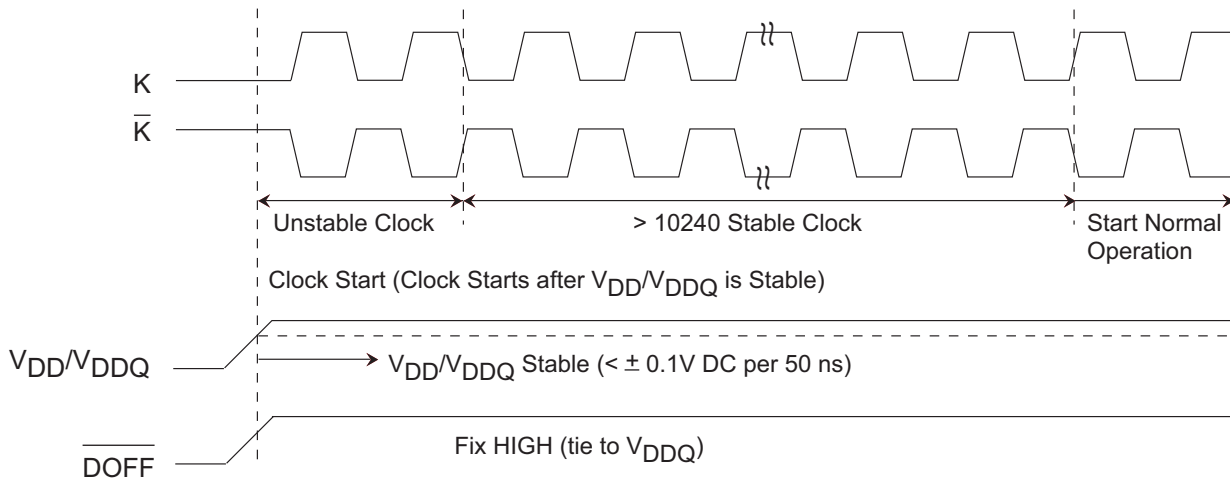 K
K̅
Unstable Clock
> 10240 Stable Clock
Start Normal
Operation
Clock Start (Clock Starts after VDD/VDDQ is Stable)
VDD/VDDQ
VDD/VDDQ Stable (< ± 0.1V DC per 50 ns)
Fix HIGH (tie to VDDQ)
D̅O̅F̅F̅